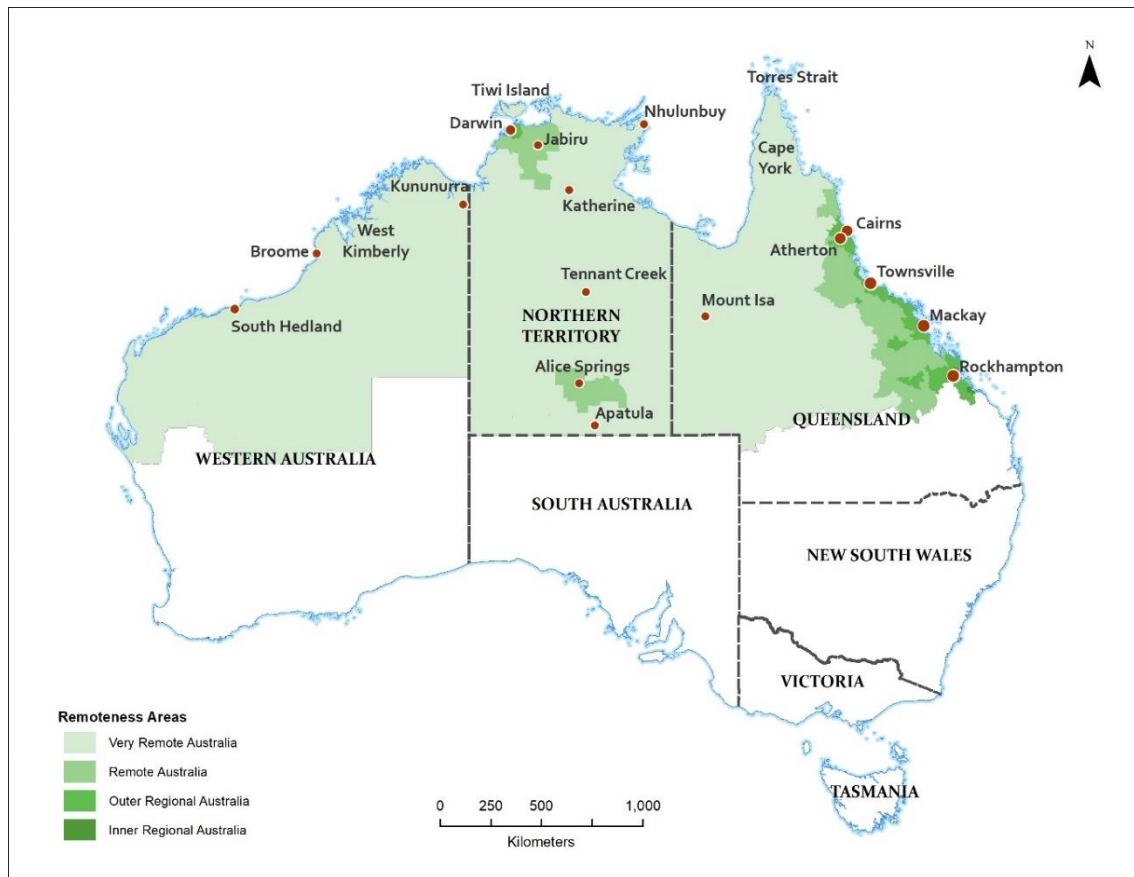 N
Torres Strait
Tiwi Island
Nhulunbuy
Darwin
Jabiru
Cape
York
Kununurra
Katherine
Cairns
West
Kimberly
Broome
Atherton
Townsville
Tennant Creek
Mount Isa
South Hedland
NORTHERN
TERRITORY
Mackay
Alice Springs
Rockhampton
Apatula
QUEENSLAND
WESTERN AUSTRALIA
SOUTH AUSTRALIA
NEW SOUTH WALES
VICTORIA
TASMANIA
Remoteness Areas
Very Remote Australia
Remote Australia
Outer Regional Australia
Inner Regional Australia
0 250 500 1,000
Kilometers